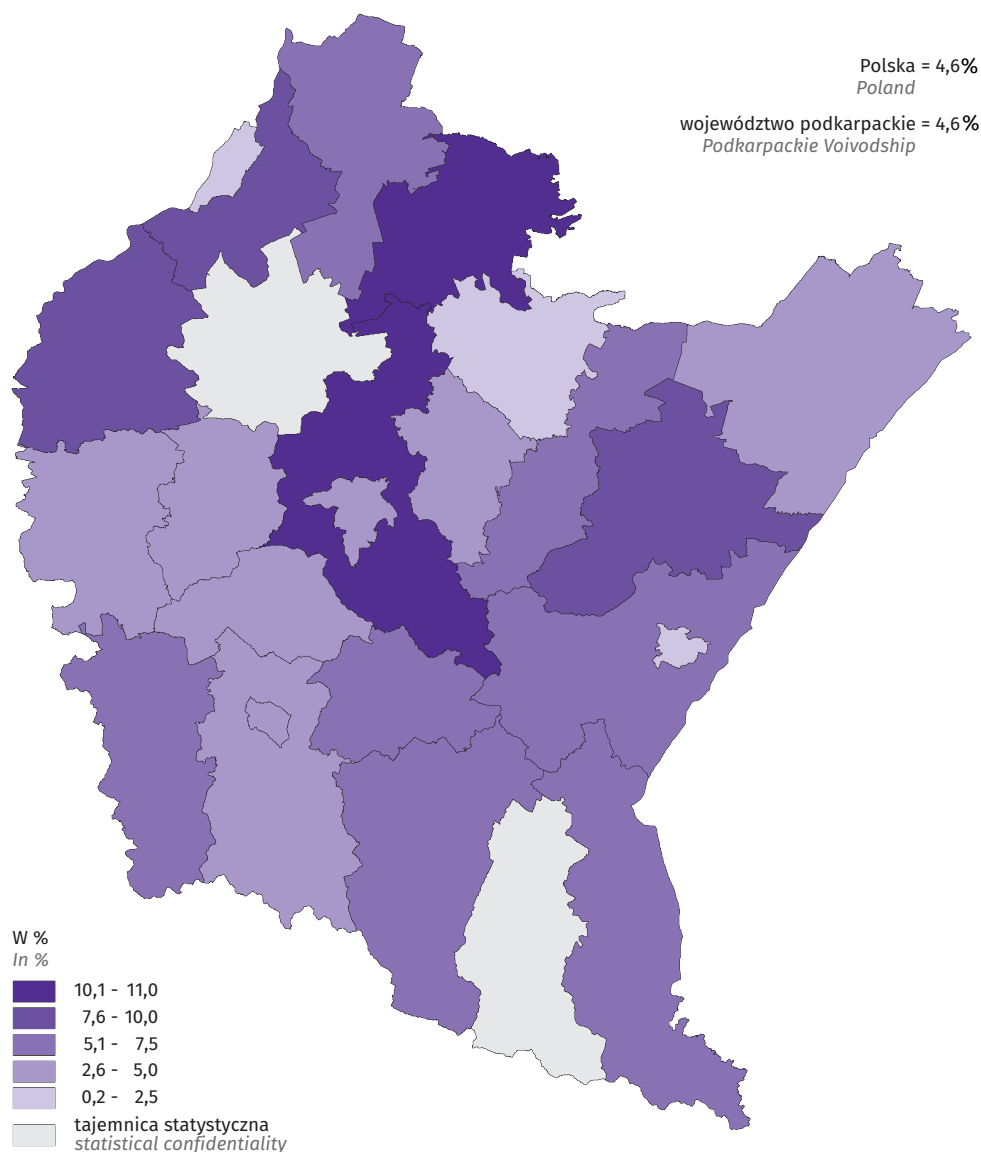 Polska = 4,6%
Poland
województwo podkarpackie = 4,6%
Podkarpackie Voivodship
W %
In %
10,1 - 11,0
7,6 - 10,0
5,1 - 7,5
2,6 - 5,0
0,2 - 2,5
tajemnica statystyczna
statistical confidentiality